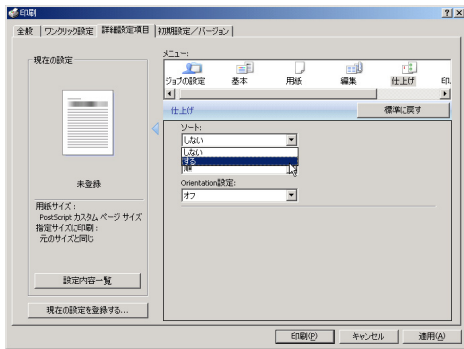 印刷
全般
ワンクリック設定
詳細設定項目
初期設定／バージョン
現在の設定
未登録
用紙サイズ :
PostScript カスタム ページ サイズ
指定サイズに印刷 :
元のサイズと同じ
設定内容一覧
現在の設定を登録する...
メニュー:
ジョブの設定
基本
用紙
編集
仕上げ
印
仕上げ
標準に戻す
ソート:
しない
しない
する
Orientation設定:
オフ
印刷(P)
キャンセル
適用(A)